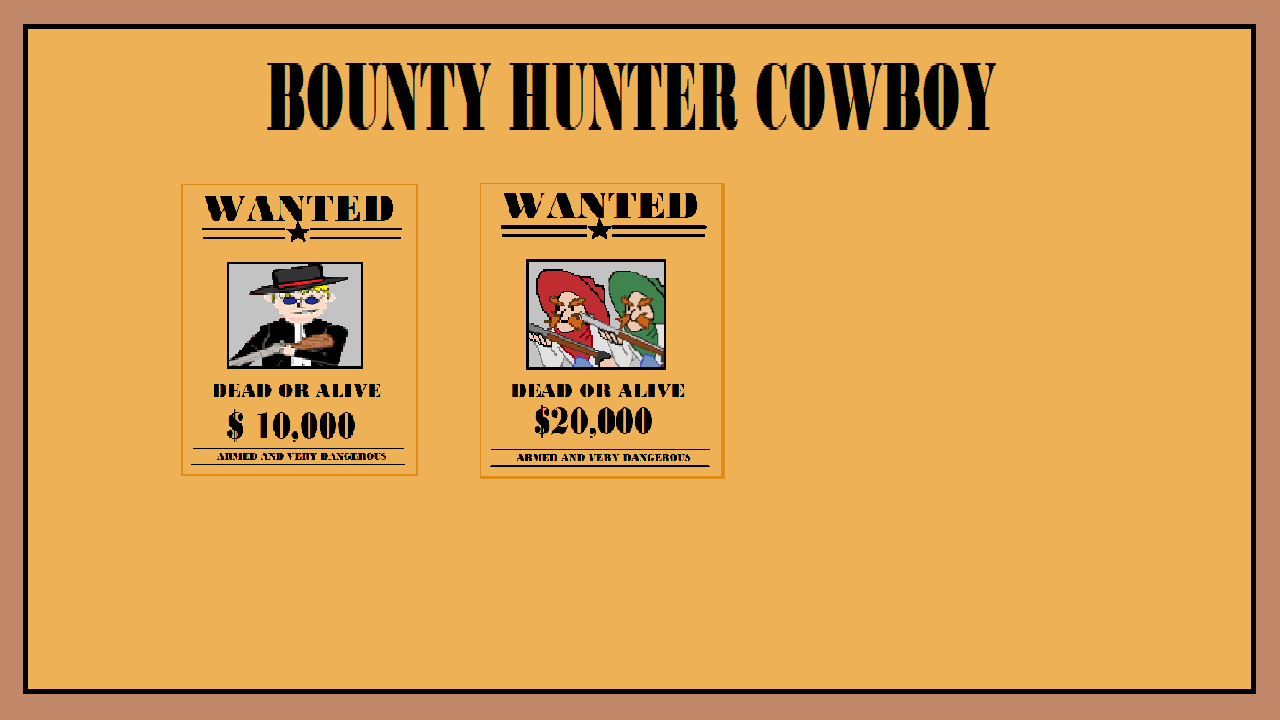 BOUNTY HUNTER COWBOY
WANTED
DEAD OR ALIVE
$ 10,000
ARMED AND VERY DANGEROUS
WANTED
DEAD OR ALIVE
$20,000
ARMED AND VERY DANGEROUS